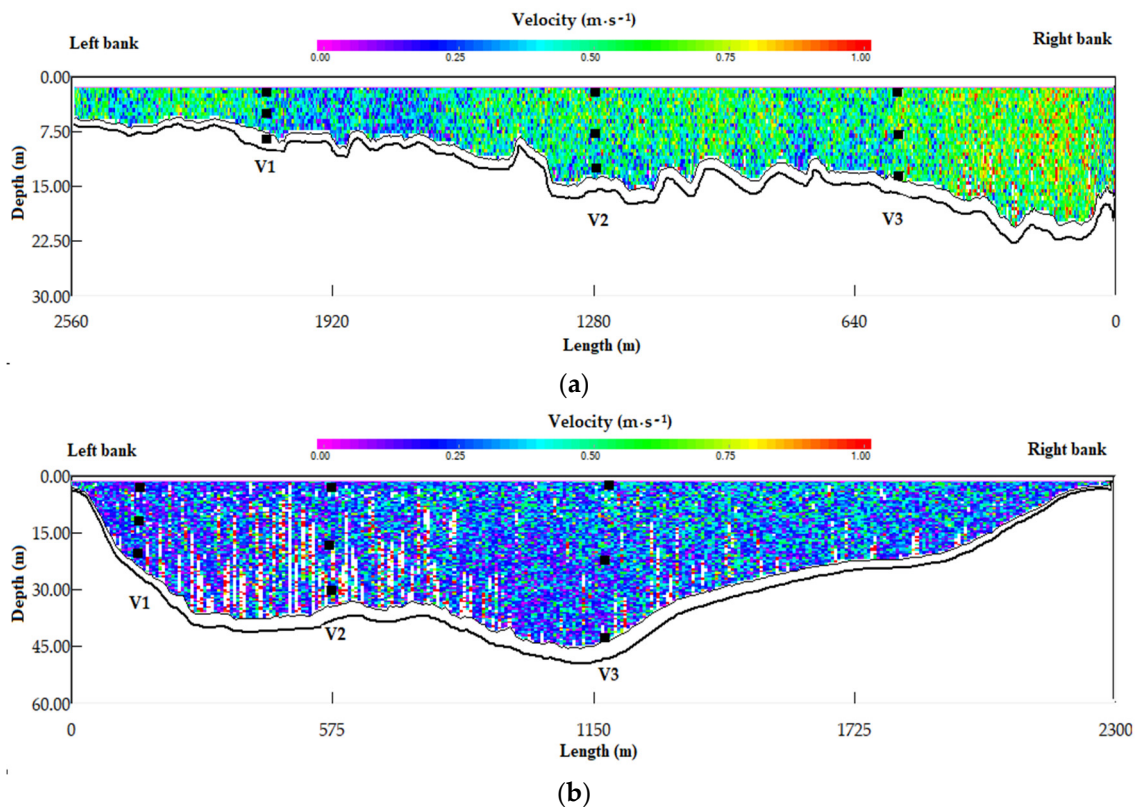 Velocity (m·s⁻¹)
Left bank
Right bank
0.00 0.25 0.50 0.75 1.00
0.00
7.50
15.00
22.50
30.00
Depth (m)
V1
V2
V3
2560 1920 1280 640 0
Length (m)
(a)
Velocity (m·s⁻¹)
Left bank
Right bank
0.00 0.25 0.50 0.75 1.00
0.00
15.00
30.00
45.00
60.00
Depth (m)
V1
V2
V3
0 575 1150 1725 2300
Length (m)
(b)